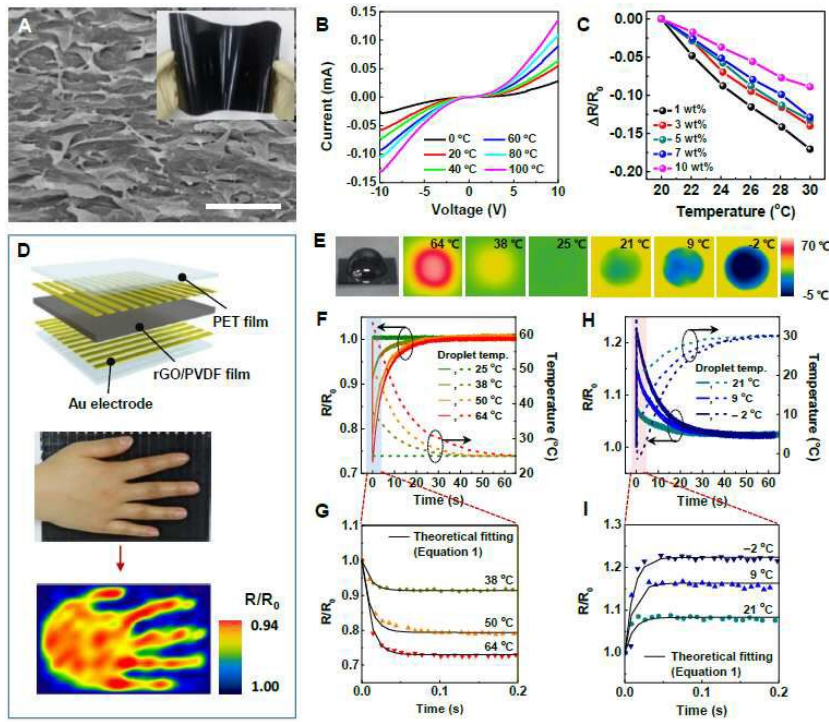 A
B
Current (mA)
0.15
0.10
0.05
0.00
-0.05
-0.10
-0.15
0 °C
20 °C
40 °C
60 °C
80 °C
100 °C
-10
-5
0
5
10
Voltage (V)
C
ΔR/R0
0.00
-0.05
-0.10
-0.15
-0.20
1 wt%
3 wt%
5 wt%
7 wt%
10 wt%
20 22 24 26 28 30
Temperature (°C)
D
PET film
rGO/PVDF film
Au electrode
R/R0
0.94
1.00
E
64 ℃
38 ℃
25 ℃
21 ℃
9 ℃
-2 ℃
70 ℃
-5 ℃
F
R/R0
1.0
0.9
0.8
0.7
Droplet temp.
25 °C
38 °C
50 °C
64 °C
60
50
40
30
20
Temperature (°C)
0 10 20 30 40 50 60
Time (s)
H
R/R0
1.2
1.1
1.0
Droplet temp.
21 °C
9 °C
– 2 °C
30
20
10
0
Temperature (°C)
0 10 20 30 40 50 60
Time (s)
G
R/R0
1.1
1.0
0.9
0.8
0.7
Theoretical fitting
(Equation 1)
38 °C
50 °C
64 °C
0.0 0.1 0.2
Time (s)
I
R/R0
1.3
1.2
1.1
1.0
–2 °C
9 °C
21 °C
Theoretical fitting
(Equation 1)
0.0 0.1 0.2
Time (s)